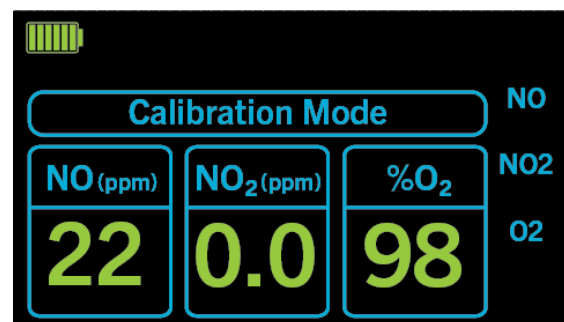 Calibration Mode NO
NO (ppm) NO₂ (ppm) %O₂ NO2
22 0.0 98 O2